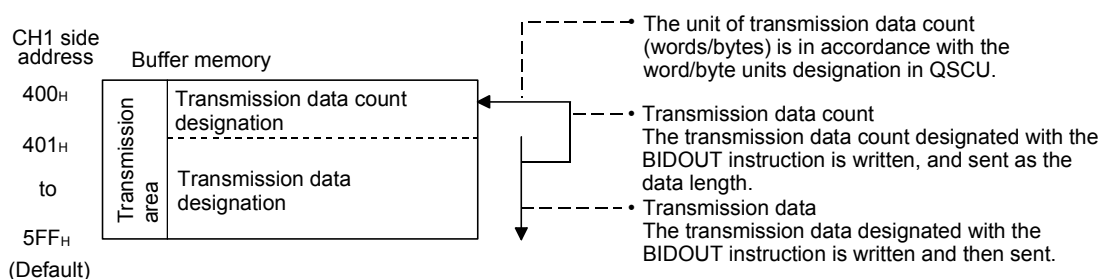 CH1 side
address
Buffer memory
400H
401H
to
5FFH
(Default)
Transmission
area
Transmission data count
designation
Transmission data
designation
• The unit of transmission data count
(words/bytes) is in accordance with the
word/byte units designation in QSCU.
• Transmission data count
The transmission data count designated with the
BIDOUT instruction is written, and sent as the
data length.
• Transmission data
The transmission data designated with the
BIDOUT instruction is written and then sent.